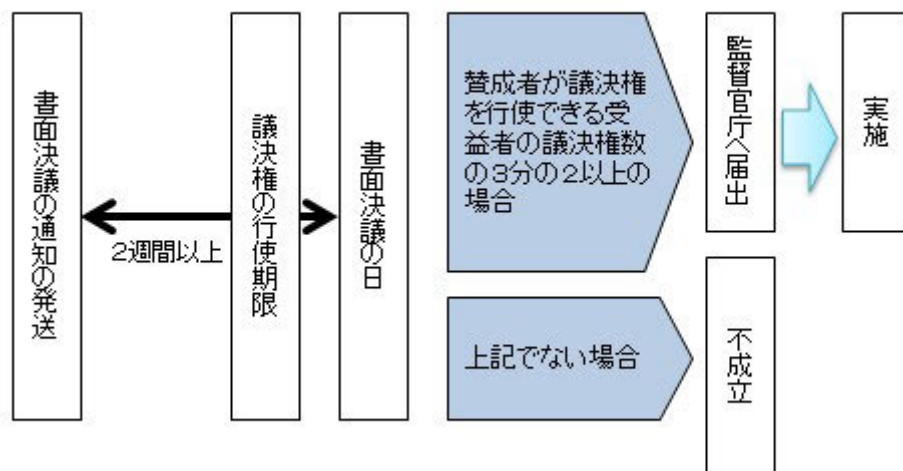 書面決議の通知の発送
2週間以上
議決権の行使期限
書面決議の日
賛成者が議決権
を行使できる受
益者の議決権数
の3分の2以上の
場合
監督官庁へ届出
実施
上記でない場合
不成立